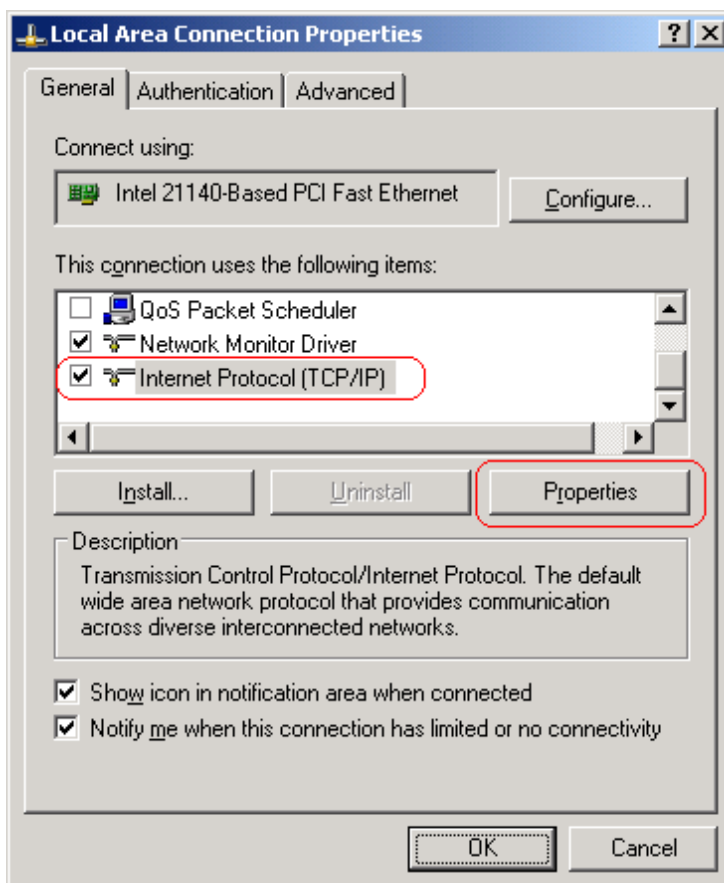 Local Area Connection Properties
General Authentication Advanced
Connect using:
Intel 21140-Based PCI Fast Ethernet
Configure...
This connection uses the following items:
QoS Packet Scheduler
Network Monitor Driver
Internet Protocol (TCP/IP)
Install... Uninstall Properties
Description
Transmission Control Protocol/Internet Protocol. The default
wide area network protocol that provides communication
across diverse interconnected networks.
Show icon in notification area when connected
Notify me when this connection has limited or no connectivity
OK Cancel